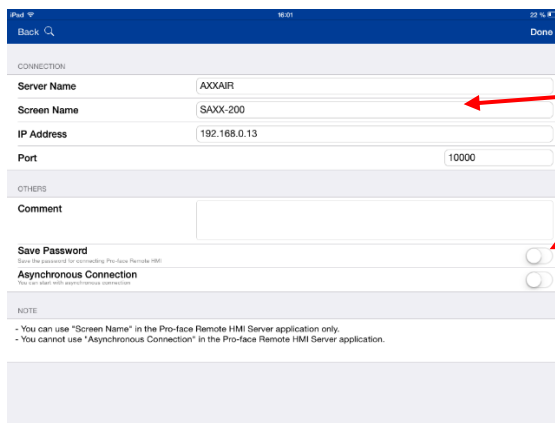 iPad 16:01 22 %
Back Done
CONNECTION
Server Name AXXAIR
Screen Name SAXX-200
IP Address 192.168.0.13
Port 10000
OTHERS
Comment
Save Password
Save the password for connecting Pro-face Remote HMI
Asynchronous Connection
You can start with asynchronous connection
NOTE
- You can use "Screen Name" in the Pro-face Remote HMI Server application only.
- You cannot use "Asynchronous Connection" in the Pro-face Remote HMI Server application.